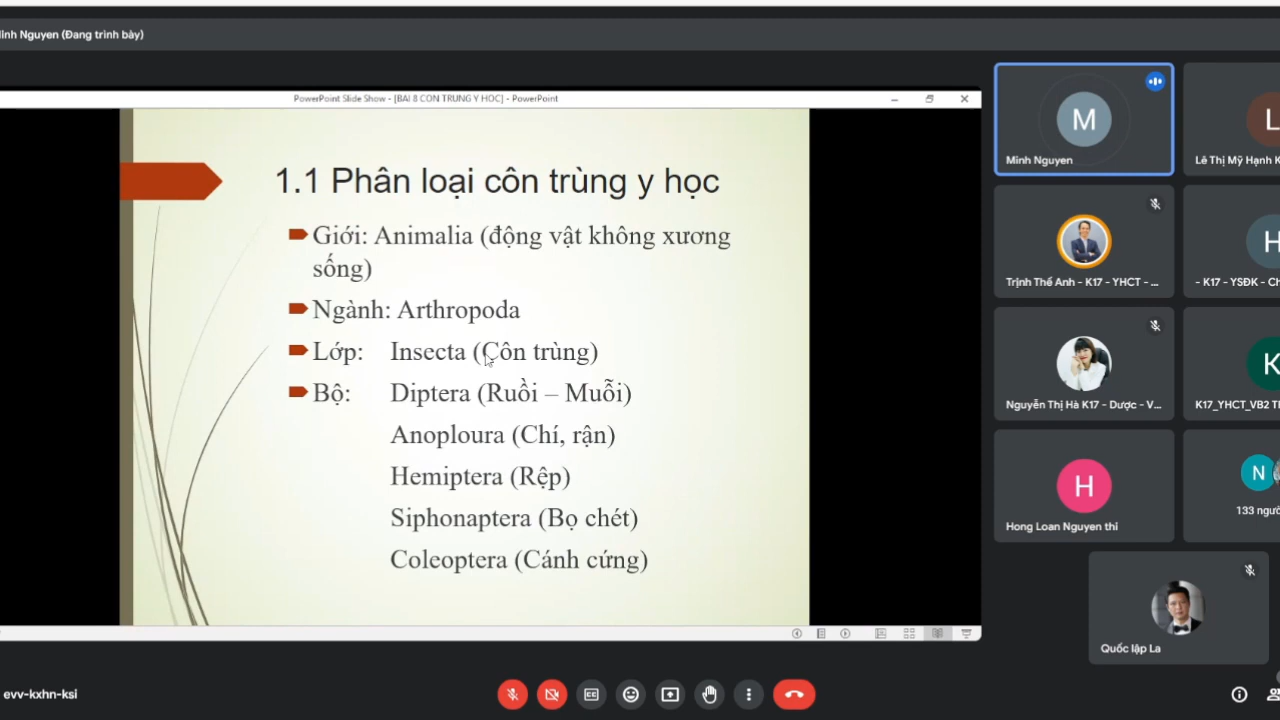 inh Nguyen (Đang trình bày)
PowerPoint Slide Show - [BAI 8 CON TRUNG Y HOC] - PowerPoint
1.1 Phân loại côn trùng y học
Giới: Animalia (động vật không xương
sống)
Ngành: Arthropoda
Lớp: Insecta (Côn trùng)
Bộ: Diptera (Ruồi – Muỗi)
Anoploura (Chí, rận)
Hemiptera (Rệp)
Siphonaptera (Bọ chét)
Coleoptera (Cánh cứng)
M
Minh Nguyen
L
Lê Thị Mỹ Hạnh K
Trịnh Thế Anh - K17 - YHCT - ...
H
- K17 - YSĐK - Ch
Nguyễn Thị Hà K17 - Dược - V...
K
K17_YHCT_VB2 TH
H
Hong Loan Nguyen thi
N
133 ngườ
Quốc lập La
evv-kxhn-ksi